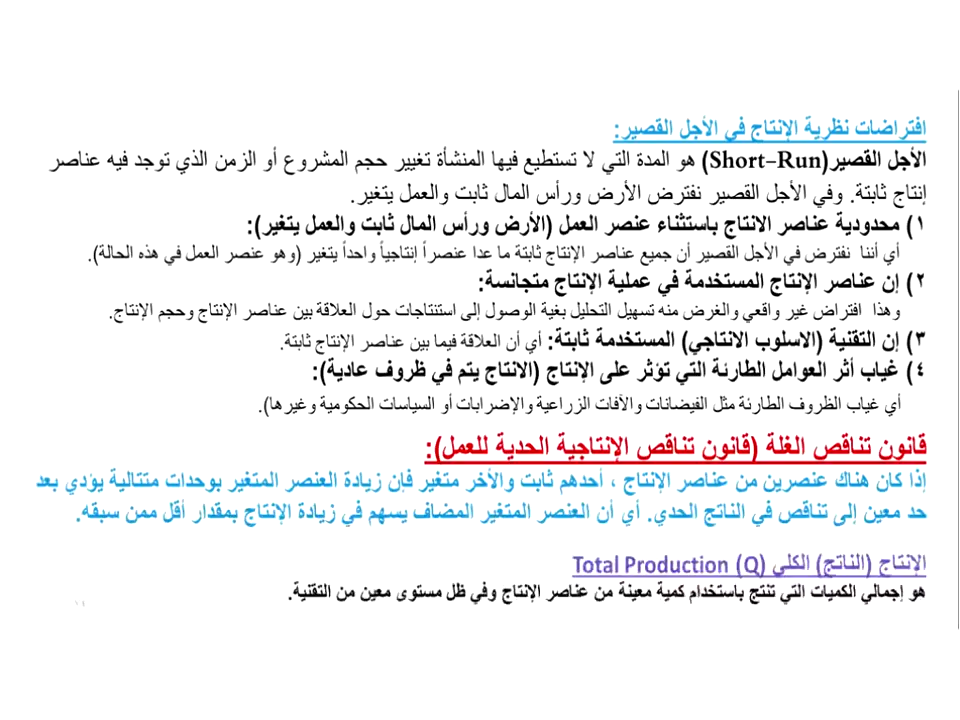 افتراضات نظرية الإنتاج في الأجل القصير:
الأجل القصير(Short-Run) هو المدة التي لا تستطيع فيها المنشأة تغيير حجم المشروع أو الزمن الذي توجد فيه عناصر
إنتاج ثابتة. وفي الأجل القصير نفترض الأرض ورأس المال ثابت والعمل يتغير.
١) محدودية عناصر الانتاج باستثناء عنصر العمل (الأرض ورأس المال ثابت والعمل يتغير):
أي أننا نفترض في الأجل القصير أن جميع عناصر الإنتاج ثابتة ما عدا عنصراً إنتاجياً واحداً يتغير (وهو عنصر العمل في هذه الحالة).
٢) إن عناصر الإنتاج المستخدمة في عملية الإنتاج متجانسة:
وهذا افتراض غير واقعي والغرض منه تسهيل التحليل بغية الوصول إلى استنتاجات حول العلاقة بين عناصر الإنتاج وحجم الإنتاج.
٣) إن التقنية (الاسلوب الانتاجي) المستخدمة ثابتة: أي أن العلاقة فيما بين عناصر الإنتاج ثابتة.
٤) غياب أثر العوامل الطارئة التي تؤثر على الإنتاج (الانتاج يتم في ظروف عادية):
أي غياب الظروف الطارئة مثل الفيضانات والآفات الزراعية والإضرابات أو السياسات الحكومية وغيرها).
قانون تناقص الغلة (قانون تناقص الإنتاجية الحدية للعمل):
إذا كان هناك عنصرين من عناصر الإنتاج ، أحدهم ثابت والأخر متغير فإن زيادة العنصر المتغير بوحدات متتالية يؤدي بعد
حد معين إلى تناقص في الناتج الحدي. أي أن العنصر المتغير المضاف يسهم في زيادة الإنتاج بمقدار أقل ممن سبقه.
الإنتاج (الناتج) الكلي Total Production (Q)
هو إجمالي الكميات التي تنتج باستخدام كمية معينة من عناصر الإنتاج وفي ظل مستوى معين من التقنية.
١٤